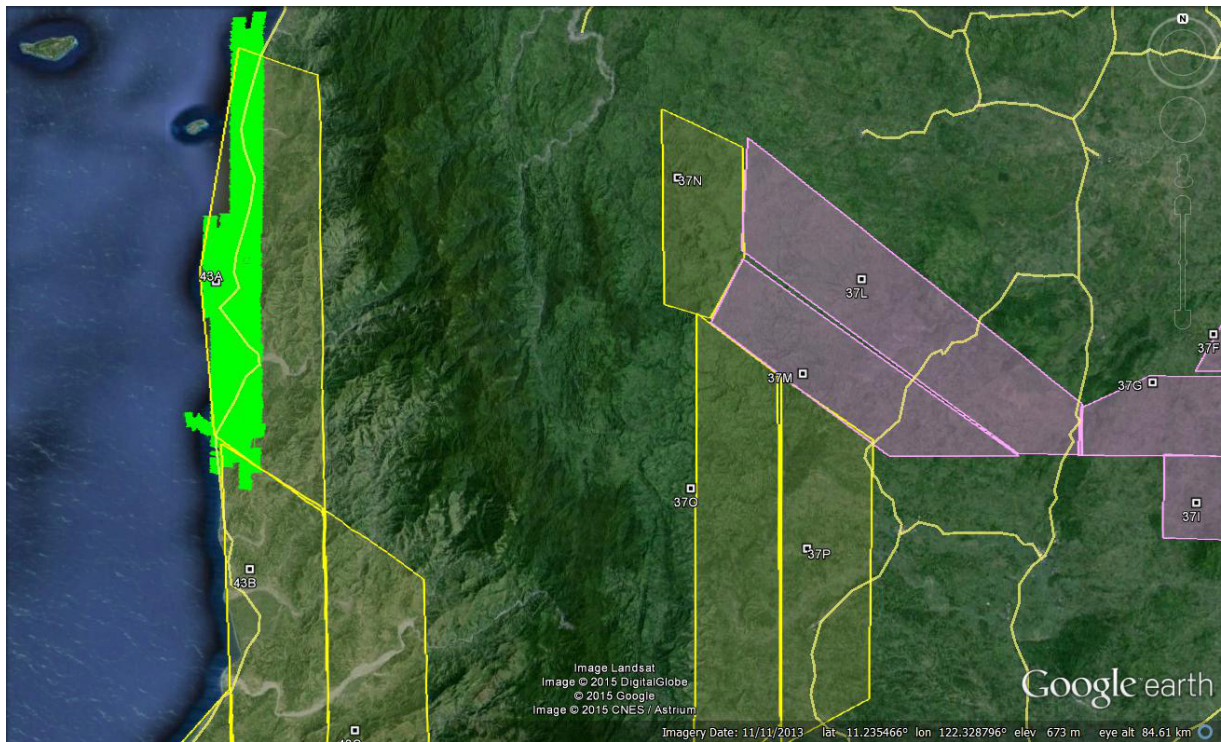 N
37N
43A
37L
37F
37M
37G
37O
37I
37P
43B
Image Landsat
Image © 2015 DigitalGlobe
© 2015 Google
Image © 2015 CNES / Astrium
Google earth
Imagery Date: 11/11/2013 lat 11.235466° lon 122.328796° elev 673 m eye alt 84.61 km